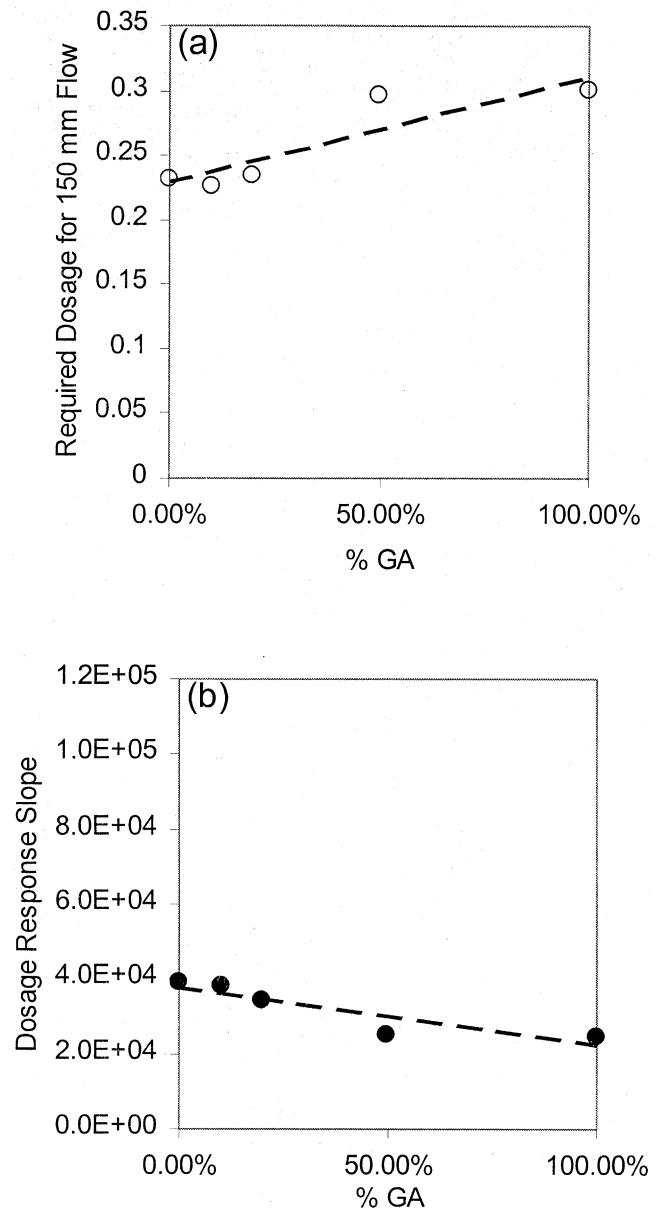 (a)
Required Dosage for 150 mm Flow
0.35
0.3
0.25
0.2
0.15
0.1
0.05
0
0.00% 50.00% 100.00%
% GA
(b)
Dosage Response Slope
1.2E+05
1.0E+05
8.0E+04
6.0E+04
4.0E+04
2.0E+04
0.0E+00
0.00% 50.00% 100.00%
% GA